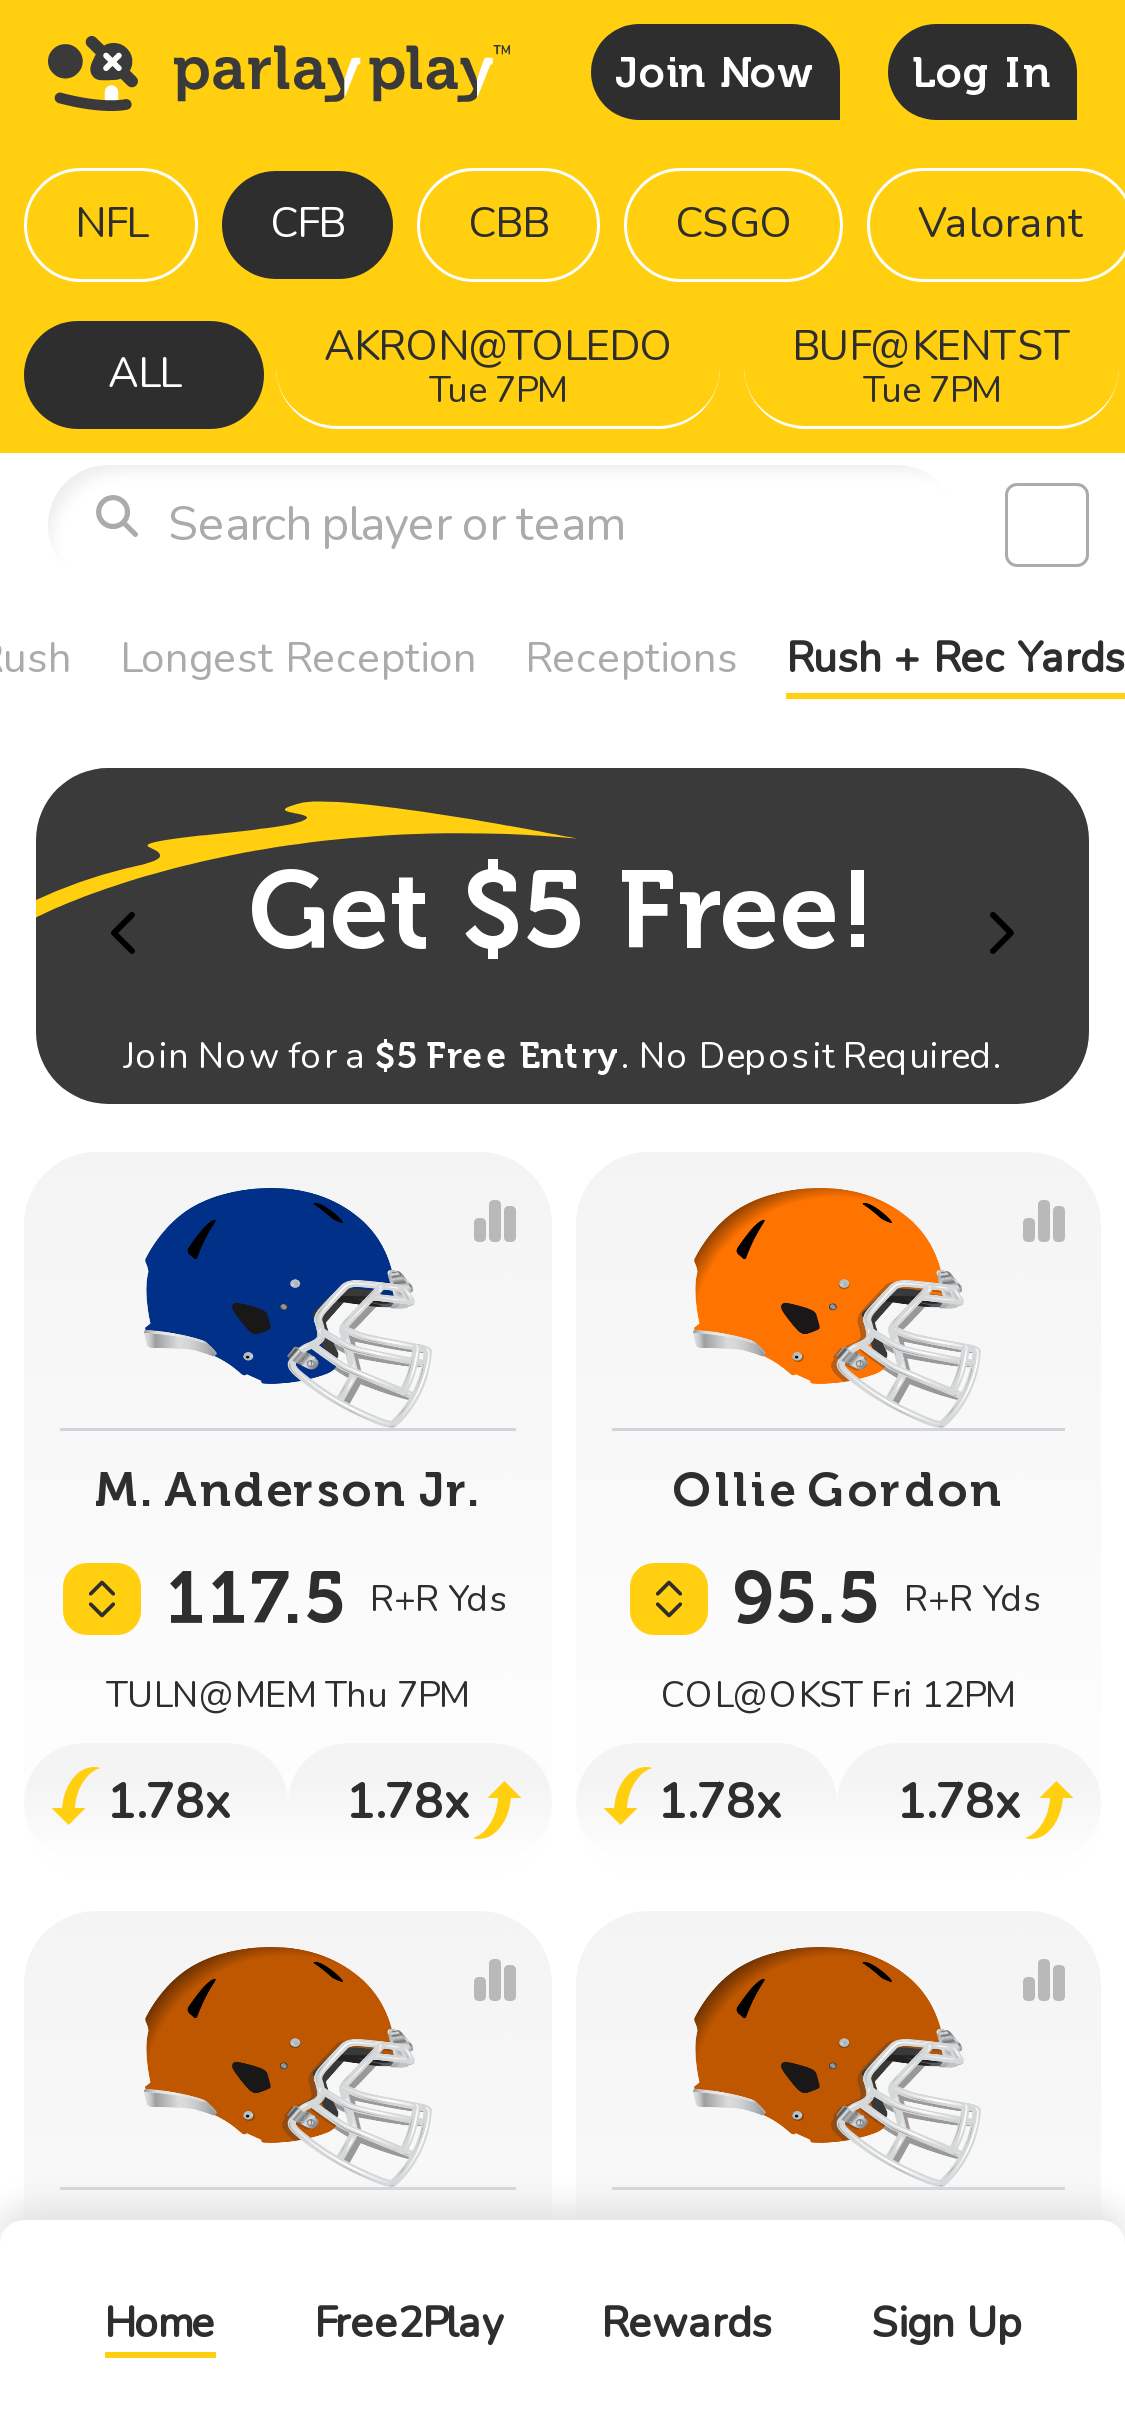 parlay play™
Join Now
Log In
NFL
CFB
CBB
CSGO
Valorant
ALL
AKRON@TOLEDO
Tue 7PM
BUF@KENTST
Tue 7PM
Search player or team
Rush
Longest Reception
Receptions
Rush + Rec Yards
Get $5 Free!
Join Now for a $5 Free Entry. No Deposit Required.
M. Anderson Jr.
117.5 R+R Yds
TULN@MEM Thu 7PM
1.78x
1.78x
Ollie Gordon
95.5 R+R Yds
COL@OKST Fri 12PM
1.78x
1.78x
Home
Free2Play
Rewards
Sign Up